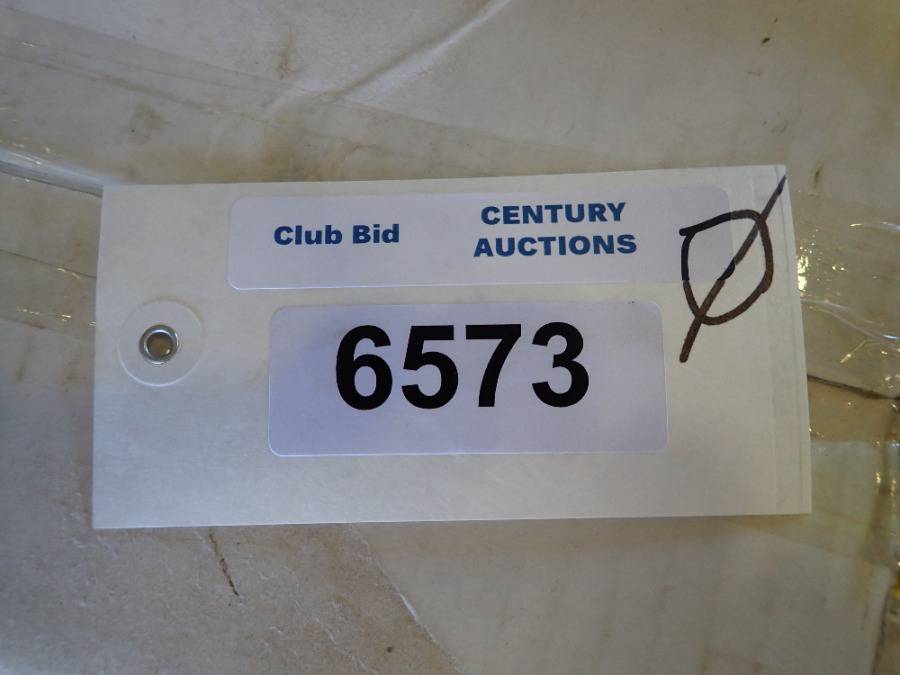 Club Bid
CENTURY
AUCTIONS
Ø
6573